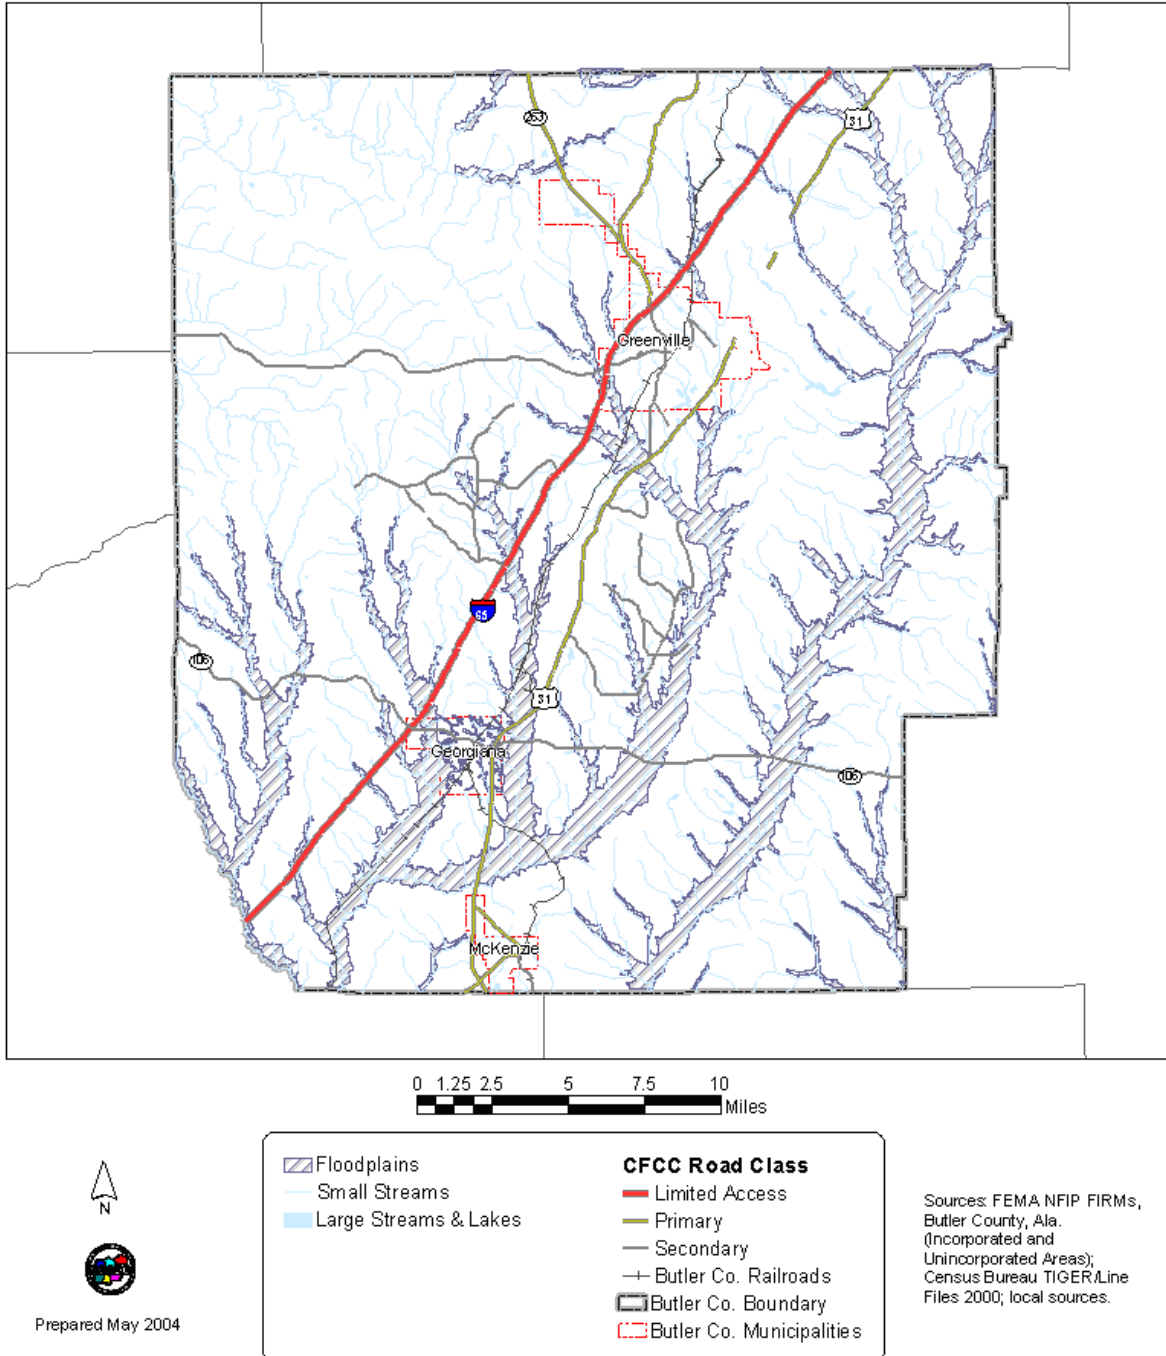 263
31
Greenville
65
106
31
Georgiana
106
McKenzie
0 1.25 2.5 5 7.5 10
Miles
N
Prepared May 2004
Floodplains
Small Streams
Large Streams & Lakes
CFCC Road Class
Limited Access
Primary
Secondary
Butler Co. Railroads
Butler Co. Boundary
Butler Co. Municipalities
Sources: FEMA NFIP FIRMs,
Butler County, Ala.
(Incorporated and
Unincorporated Areas);
Census Bureau TIGER/Line
Files 2000; local sources.